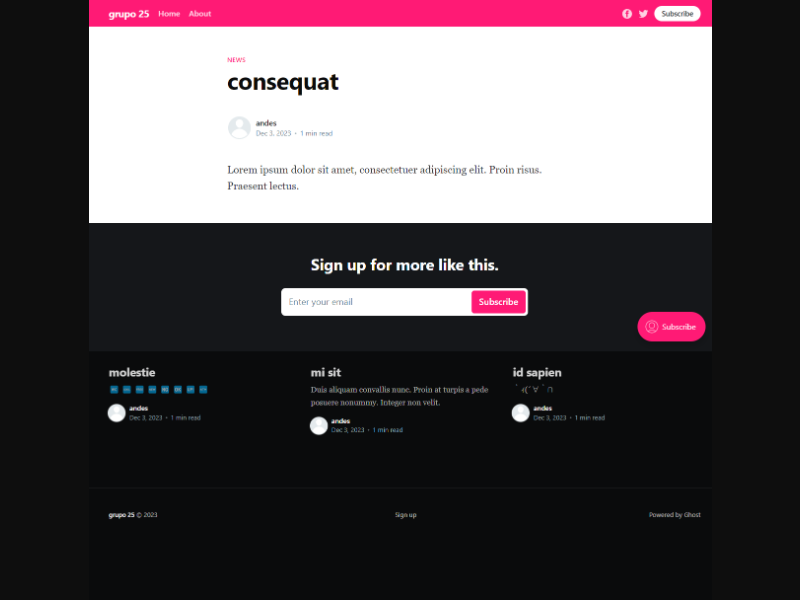 grupo 25 Home About Subscribe
NEWS
consequat
andes
Dec 3, 2023 • 1 min read
Lorem ipsum dolor sit amet, consectetuer adipiscing elit. Proin risus.
Praesent lectus.
Sign up for more like this.
Enter your email Subscribe
Subscribe
molestie
andes
Dec 3, 2023 • 1 min read
mi sit
Duis aliquam convallis nunc. Proin at turpis a pede
posuere nonummy. Integer non velit.
andes
Dec 3, 2023 • 1 min read
id sapien
andes
Dec 3, 2023 • 1 min read
grupo 25 © 2023 Sign up Powered by Ghost